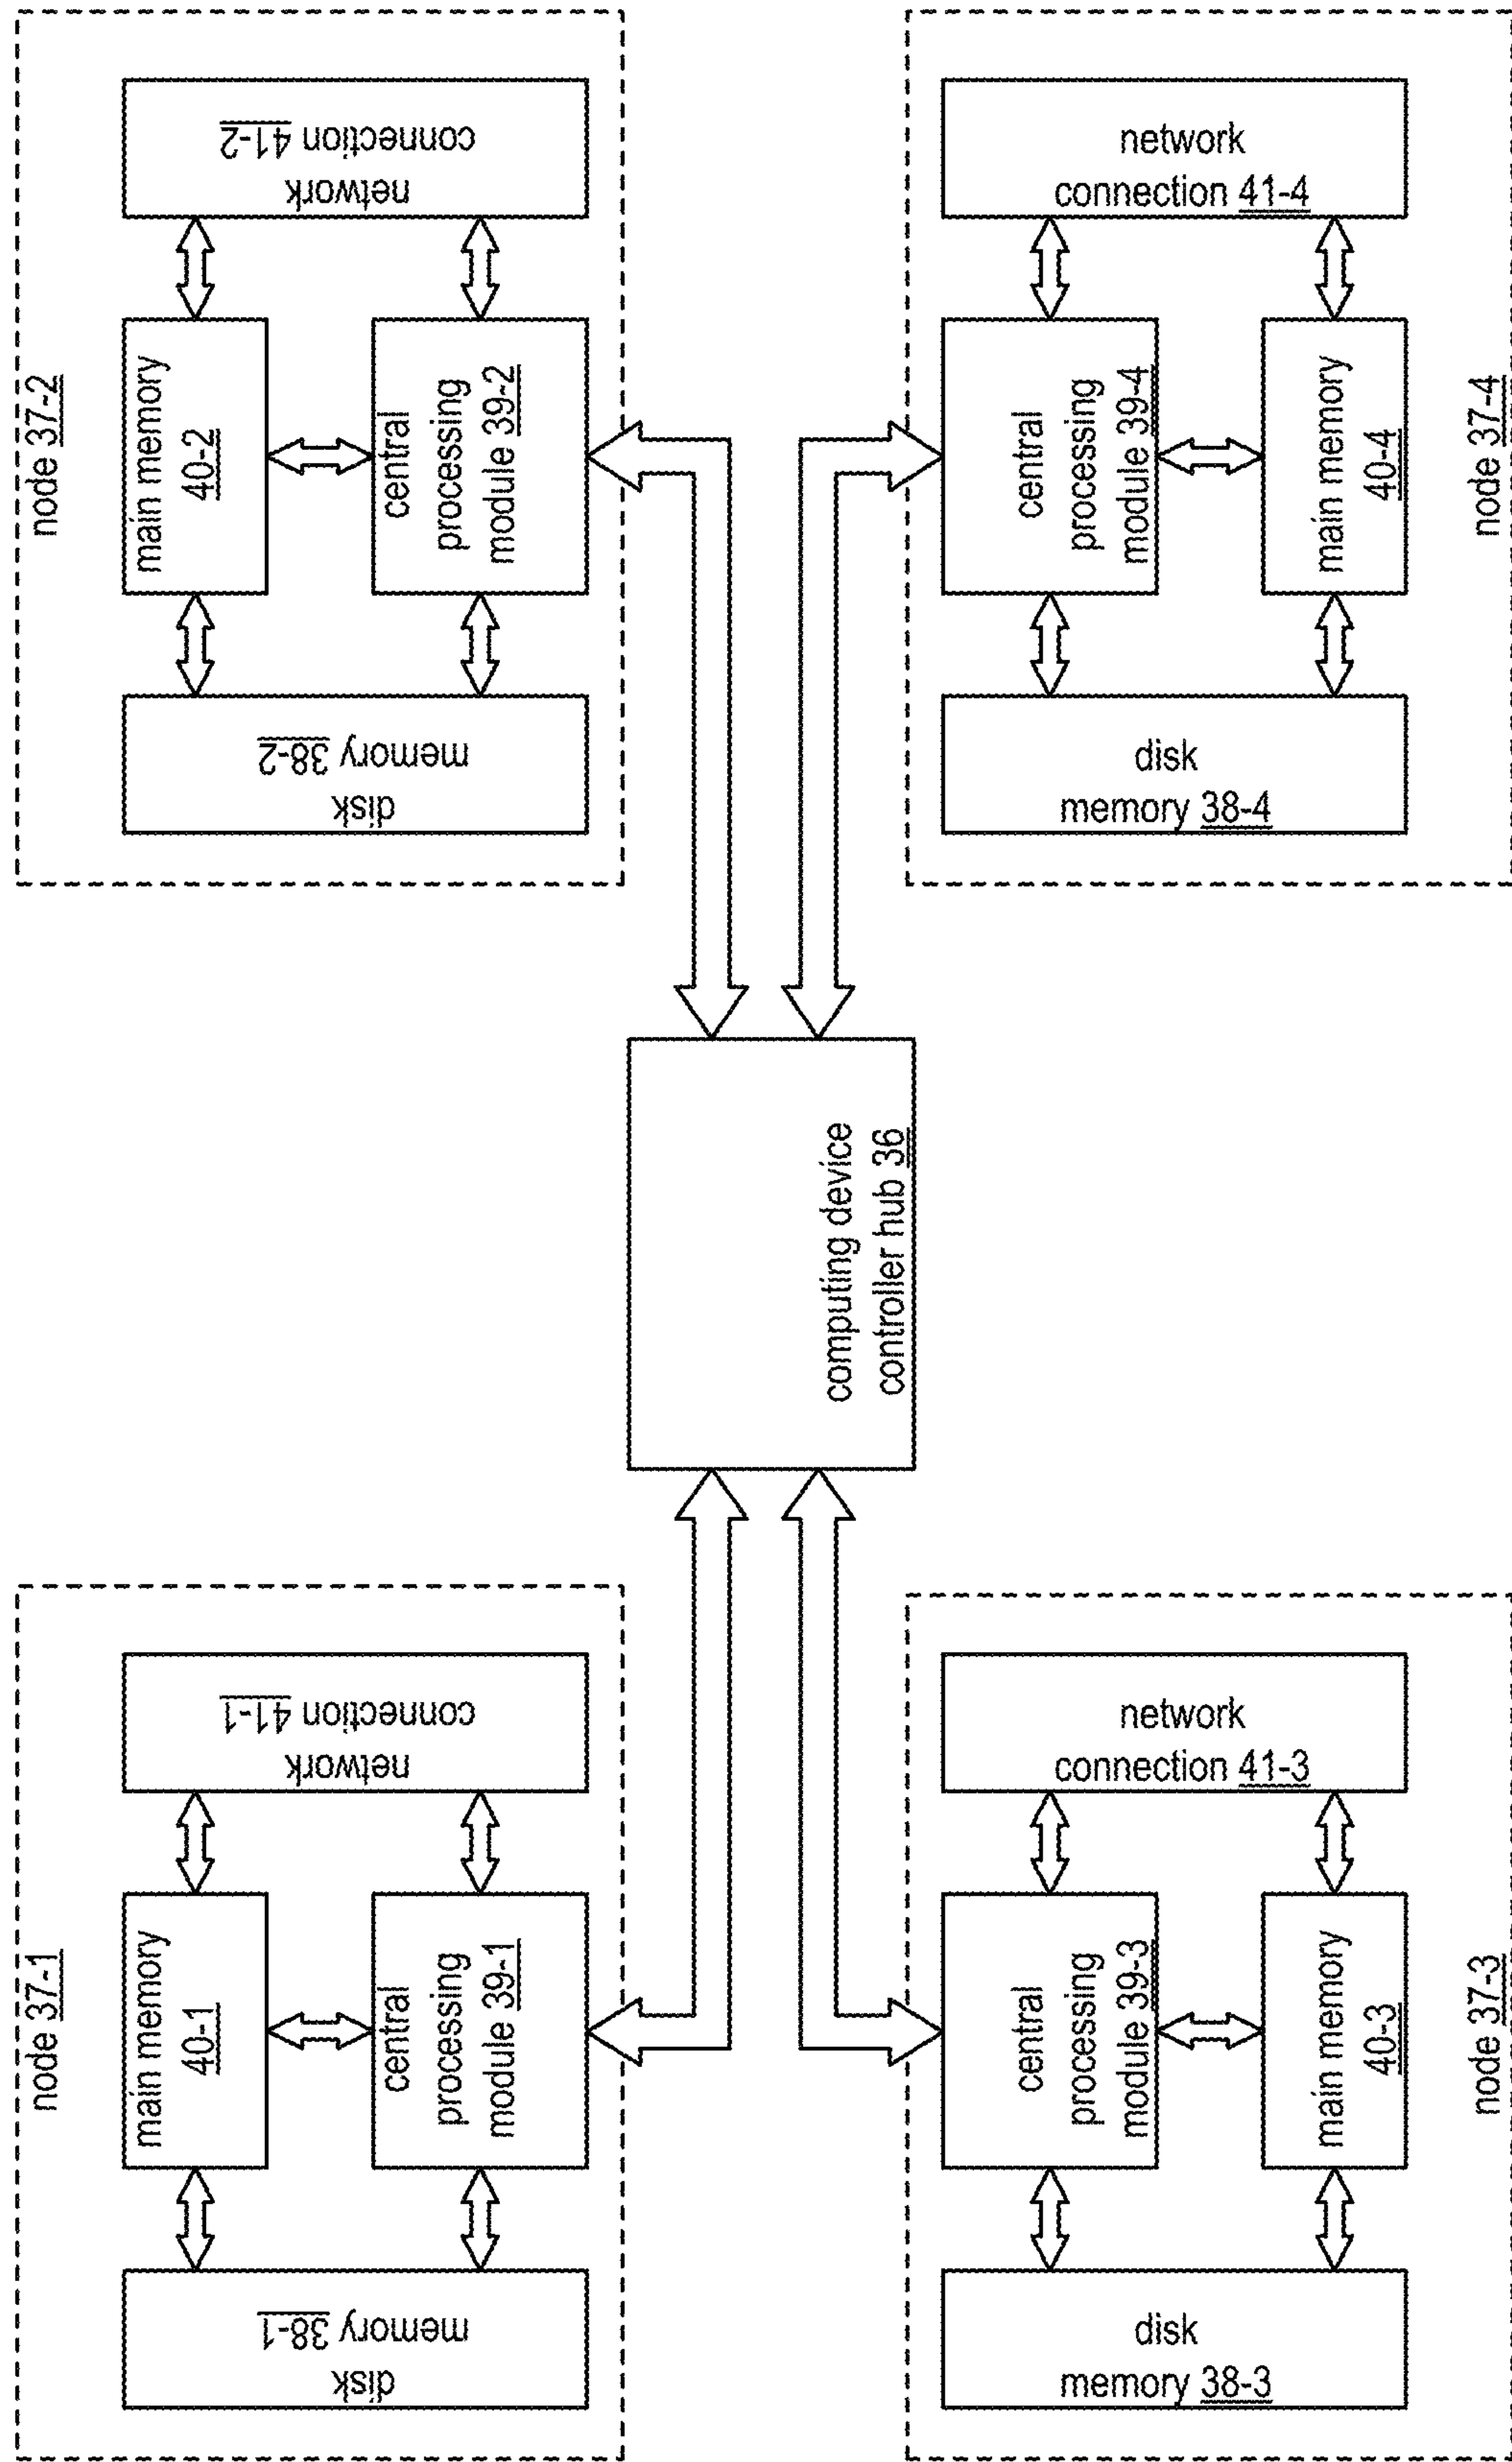 node 37-1
main memory
40-1
central
processing
module 39-1
disk
memory 38-1
network
connection 41-1
node 37-2
main memory
40-2
central
processing
module 39-2
disk
memory 38-2
network
connection 41-2
computing device
controller hub 36
disk
memory 38-3
central
processing
module 39-3
main memory
40-3
network
connection 41-3
node 37-3
disk
memory 38-4
central
processing
module 39-4
main memory
40-4
network
connection 41-4
node 37-4